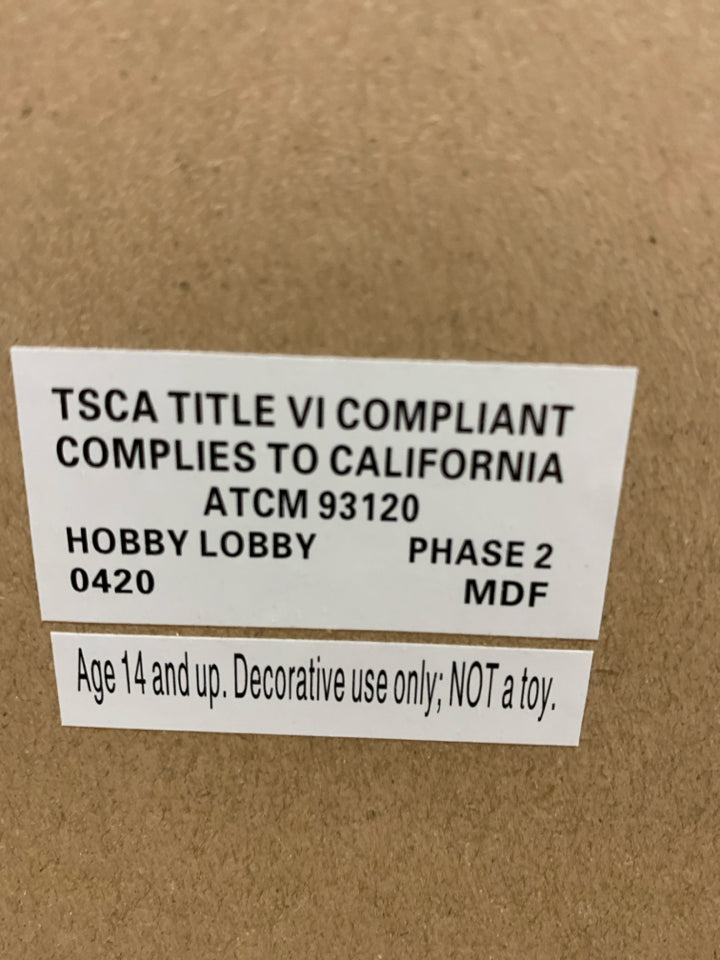 TSCA TITLE VI COMPLIANT
COMPLIES TO CALIFORNIA
ATCM 93120
HOBBY LOBBY PHASE 2
0420 MDF
Age 14 and up. Decorative use only; NOT a toy.